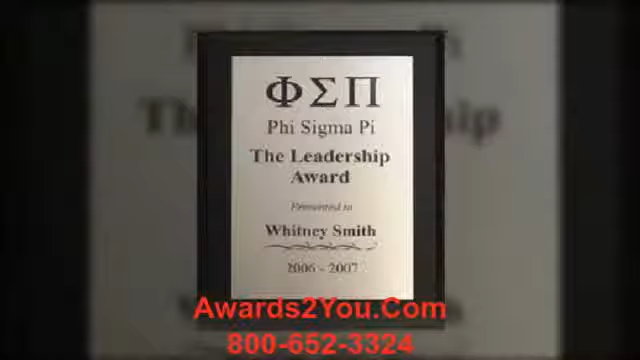 ΦΣΠ
Phi Sigma Pi
The Leadership
Award
Presented to
Whitney Smith
2006 - 2007
Awards2You.Com
800-652-3324